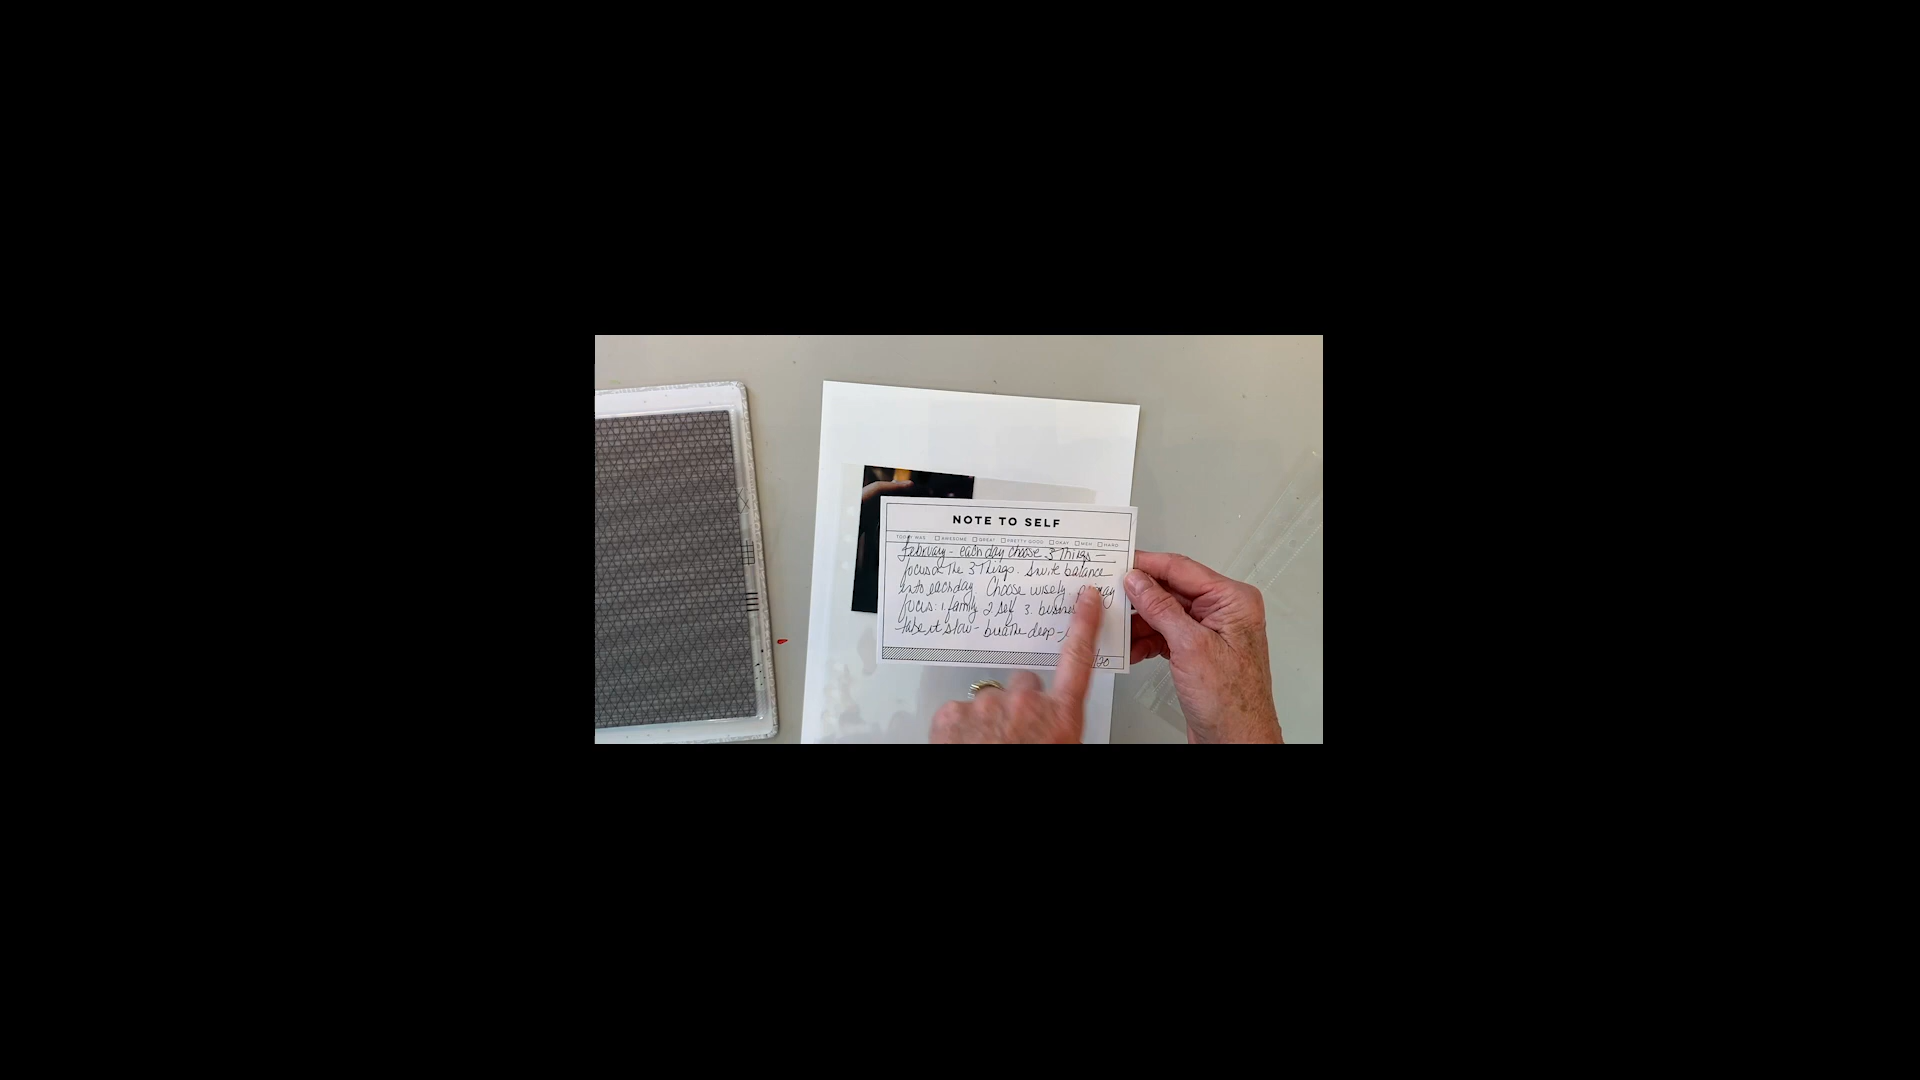 NOTE TO SELF
TODAY WAS AWESOME GREAT PRETTY GOOD OKAY MEH HARD
February - each day choose 3 Things -
focus on The 3 Things. Invite balance
into each day. Choose wisely.
focus: 1. family 2 self 3. business
take it slow - breathe deep -
/20